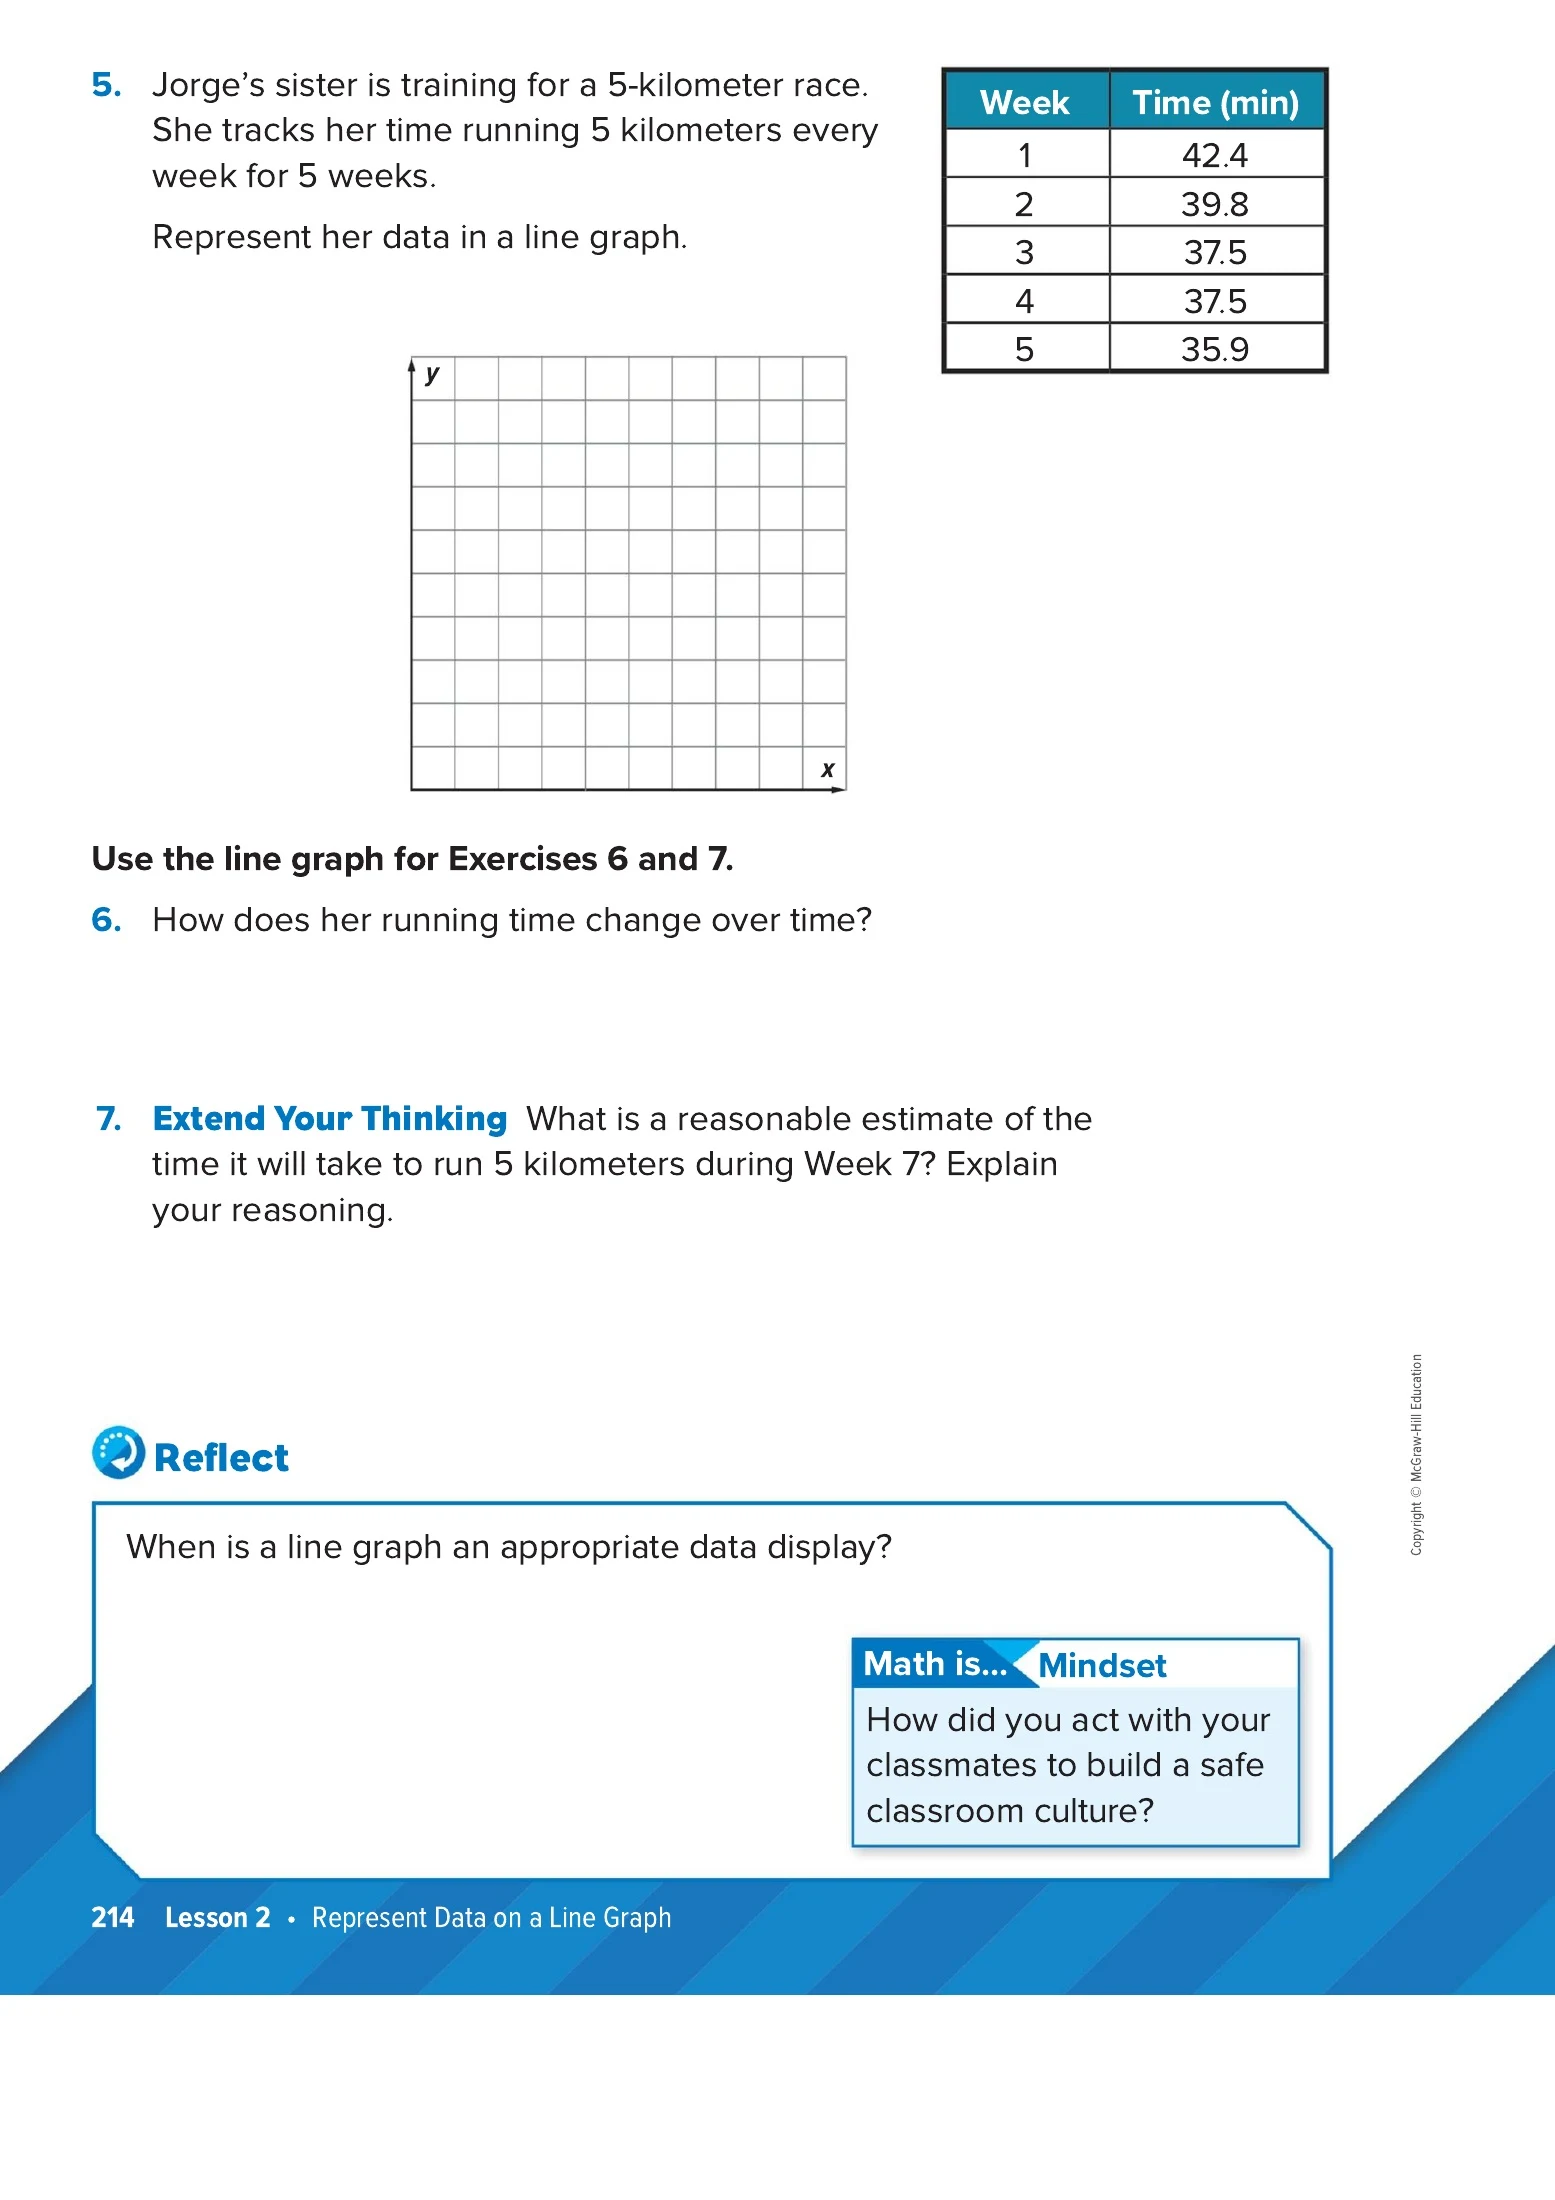 5. Jorge’s sister is training for a 5-kilometer race.
She tracks her time running 5 kilometers every
week for 5 weeks.
Represent her data in a line graph.
Week Time (min)
1 42.4
2 39.8
3 37.5
4 37.5
5 35.9
y
x
Use the line graph for Exercises 6 and 7.
6. How does her running time change over time?
7. Extend Your Thinking What is a reasonable estimate of the
time it will take to run 5 kilometers during Week 7? Explain
your reasoning.
Copyright © McGraw-Hill Education
Reflect
When is a line graph an appropriate data display?
Math is... Mindset
How did you act with your
classmates to build a safe
classroom culture?
214 Lesson 2 • Represent Data on a Line Graph